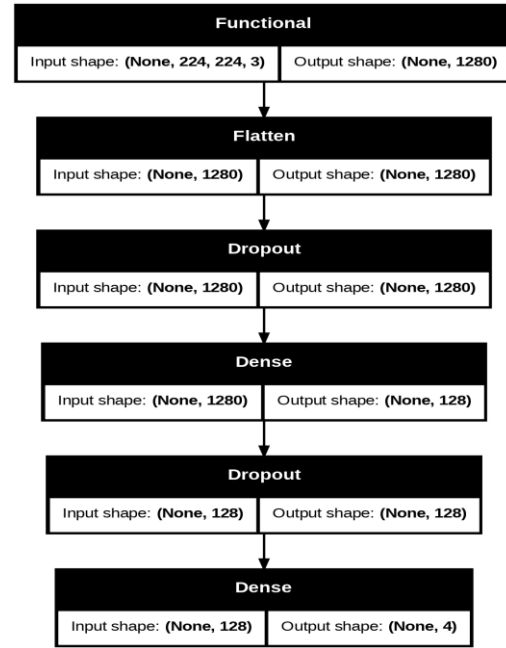 Functional
Input shape: (None, 224, 224, 3) Output shape: (None, 1280)
Flatten
Input shape: (None, 1280) Output shape: (None, 1280)
Dropout
Input shape: (None, 1280) Output shape: (None, 1280)
Dense
Input shape: (None, 1280) Output shape: (None, 128)
Dropout
Input shape: (None, 128) Output shape: (None, 128)
Dense
Input shape: (None, 128) Output shape: (None, 4)